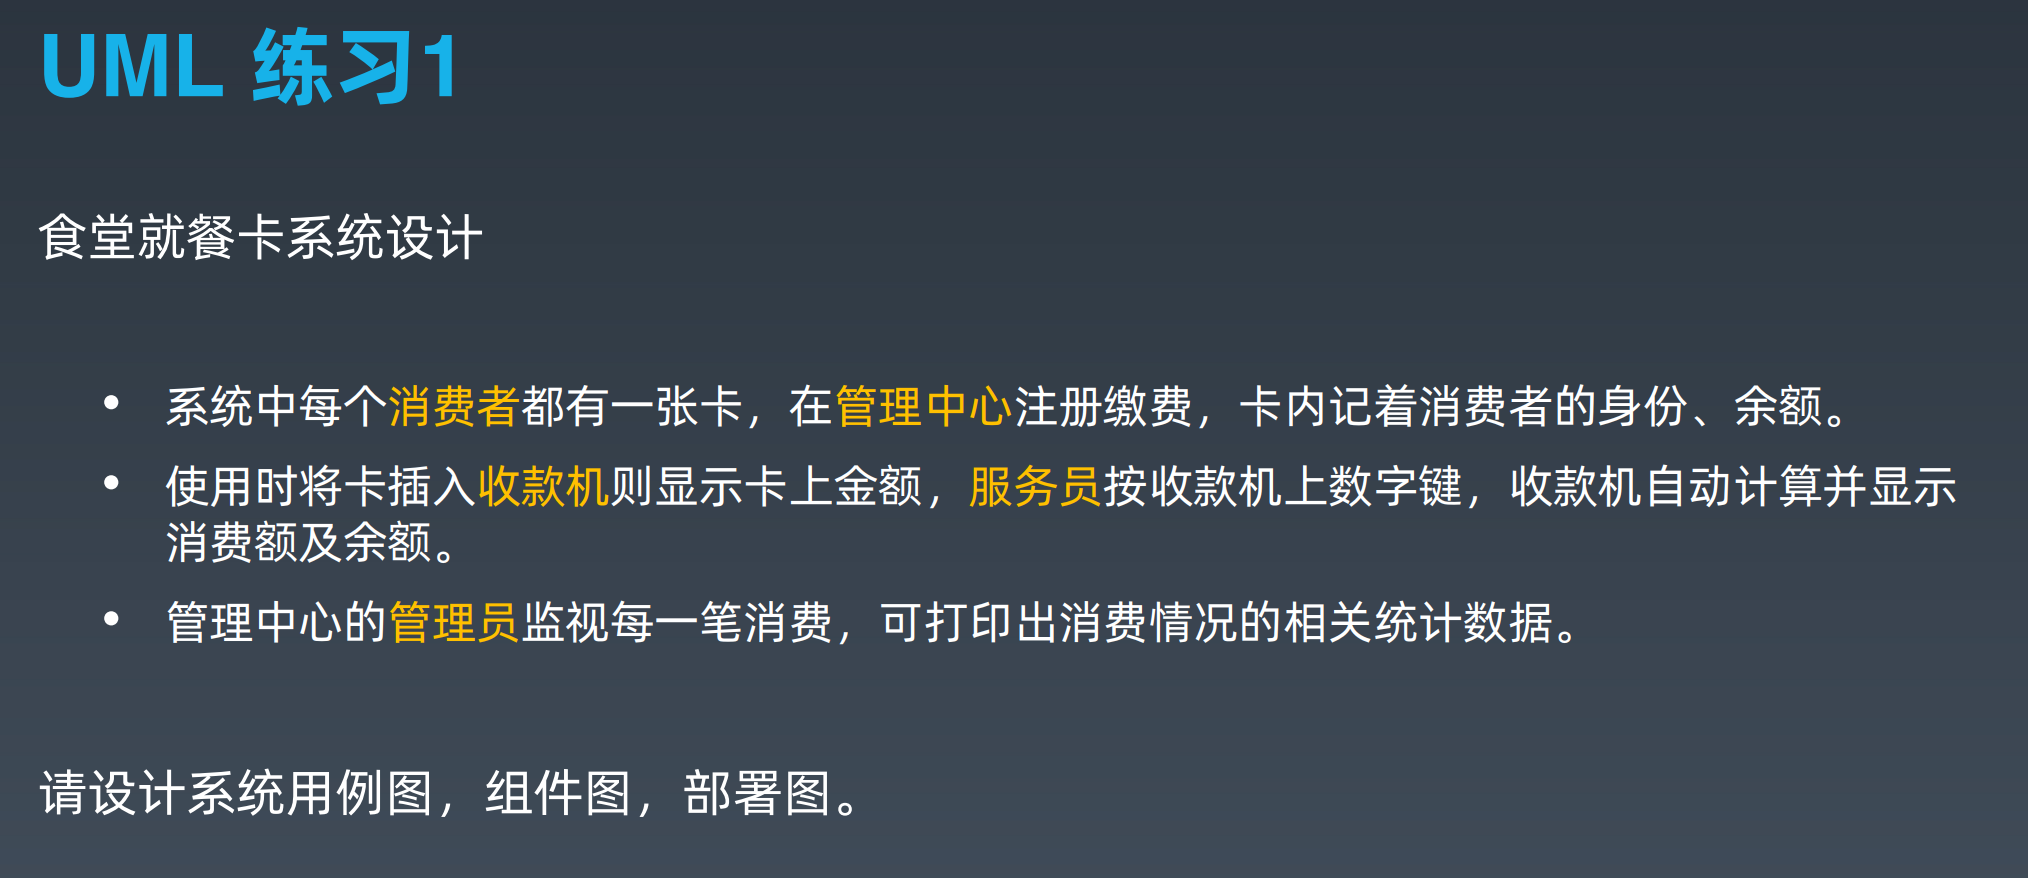 UML 练习1
食堂就餐卡系统设计
• 系统中每个消费者都有一张卡，在管理中心注册缴费，卡内记着消费者的身份、余额。
• 使用时将卡插入收款机则显示卡上金额，服务员按收款机上数字键，收款机自动计算并显示
消费额及余额。
• 管理中心的管理员监视每一笔消费，可打印出消费情况的相关统计数据。
请设计系统用例图，组件图，部署图。